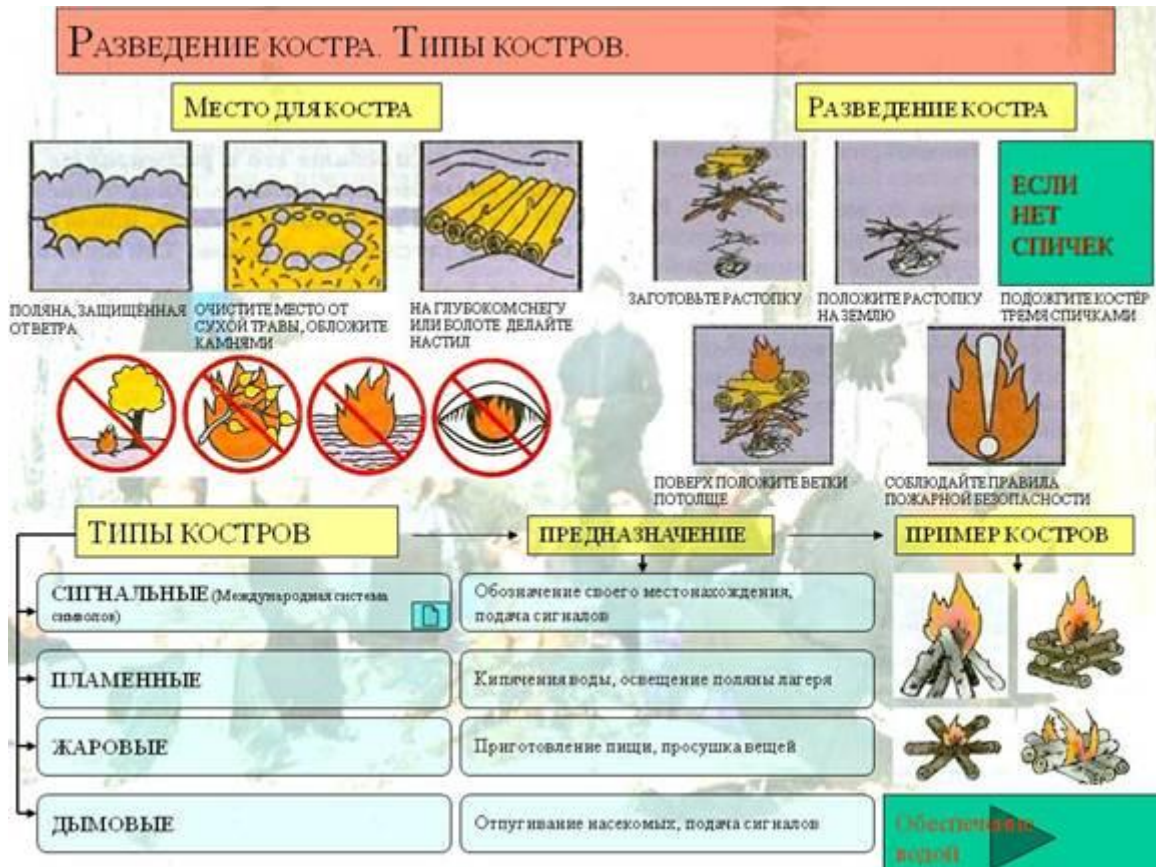 РАЗВЕДЕНИЕ КОСТРА. ТИПЫ КОСТРОВ.
МЕСТО ДЛЯ КОСТРА
ПОЛЯНА, ЗАЩИЩЁННАЯ
ОТ ВЕТРА
ОЧИСТИТЕ МЕСТО ОТ
СУХОЙ ТРАВЫ, ОБЛОЖИТЕ
КАМНЯМИ
НА ГЛУБОКОМ СНЕГУ
ИЛИ БОЛОТЕ ДЕЛАЙТЕ
НАСТИЛ
РАЗВЕДЕНИЕ КОСТРА
ЗАГОТОВЬТЕ РАСТОПКУ
ПОЛОЖИТЕ РАСТОПКУ
НА ЗЕМЛЮ
ЕСЛИ
НЕТ
СПИЧЕК
ПОДОЖГИТЕ КОСТЁР
ТРЕМЯ СПИЧКАМИ
ПОВЕРХ ПОЛОЖИТЕ ВЕТКИ
ПОТОЛЩЕ
СОБЛЮДАЙТЕ ПРАВИЛА
ПОЖАРНОЙ БЕЗОПАСНОСТИ
ТИПЫ КОСТРОВ
ПРЕДНАЗНАЧЕНИЕ
ПРИМЕР КОСТРОВ
СИГНАЛЬНЫЕ (Международная система
символов)
Обозначение своего местонахождения,
подача сигналов
ПЛАМЕННЫЕ
Кипячения воды, освещение поляны лагеря
ЖАРОВЫЕ
Приготовление пищи, просушка вещей
ДЫМОВЫЕ
Отпугивание насекомых, подача сигналов
Обеспечение
водой